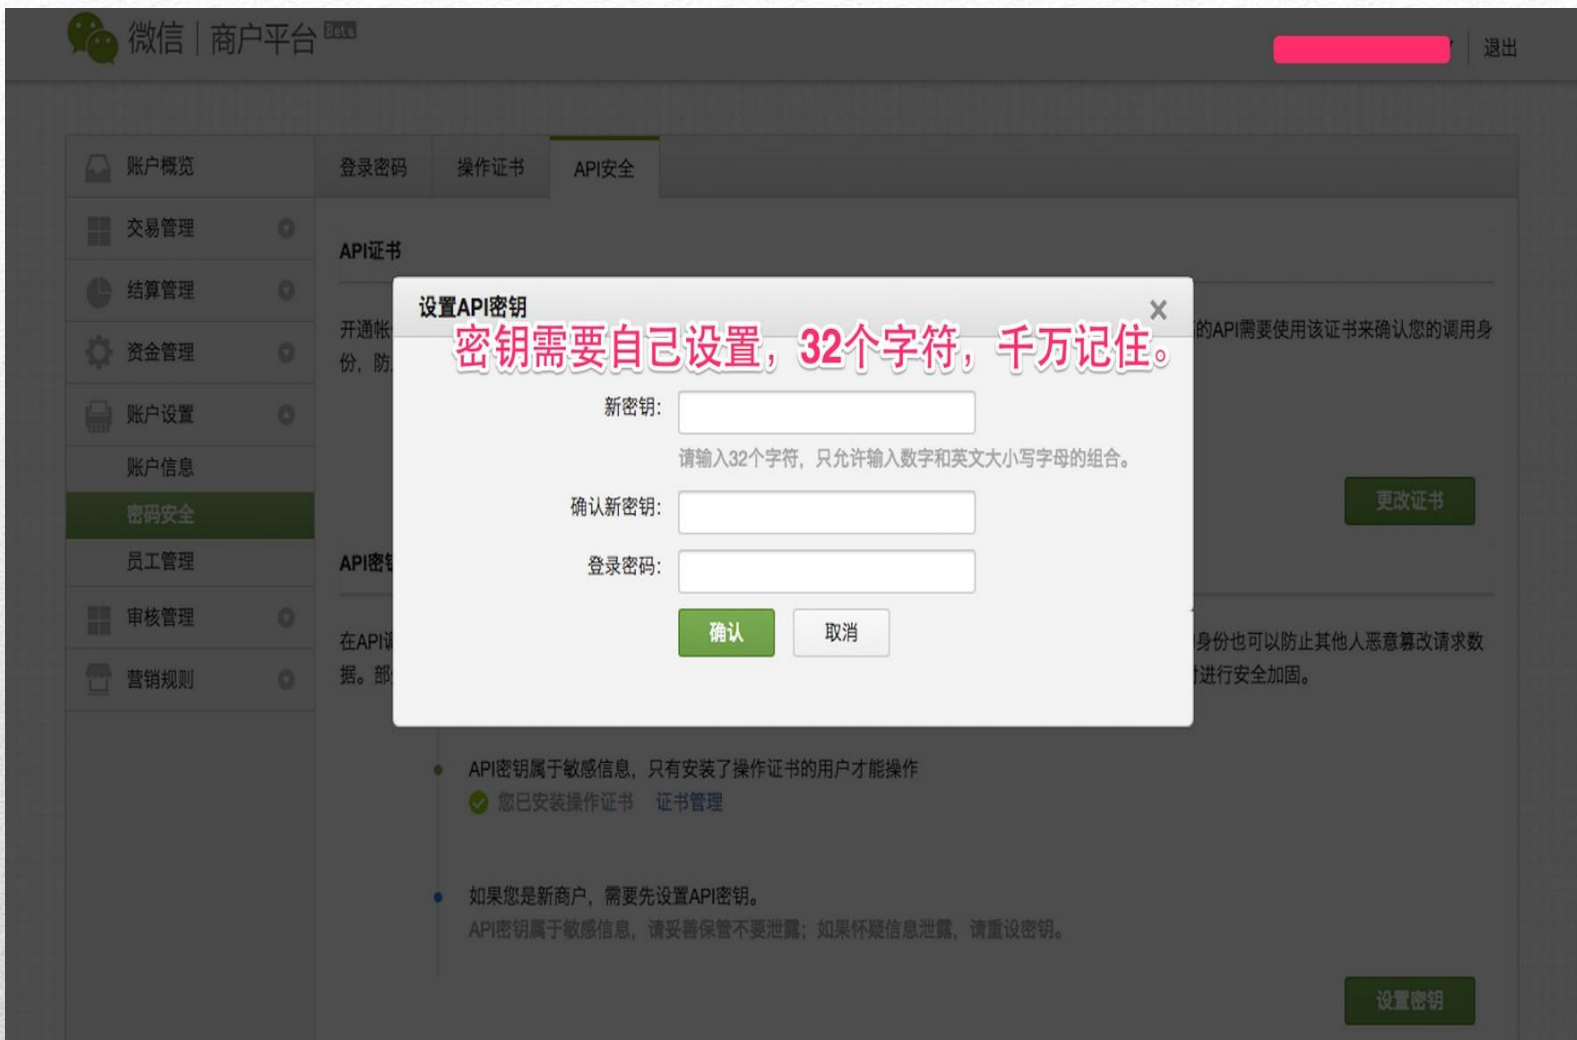 微信 | 商户平台 Beta
退出
账户概览
登录密码 操作证书 API安全
交易管理
API证书
结算管理
设置API密钥
密钥需要自己设置，32个字符，千万记住。
开通帐 的API需要使用该证书来确认您的调用身
资金管理
份，防
新密钥：
账户设置
请输入32个字符，只允许输入数字和英文大小写字母的组合。
账户信息
更改证书
确认新密钥：
密码安全
员工管理
API密钥
登录密码：
审核管理
确认 取消
在API调 身份也可以防止其他人恶意篡改请求数
营销规则
据。部 进行安全加固。
API密钥属于敏感信息，只有安装了操作证书的用户才能操作
您已安装操作证书 证书管理
如果您是新商户，需要先设置API密钥。
API密钥属于敏感信息，请妥善保管不要泄露；如果怀疑信息泄露，请重设密钥。
设置密钥